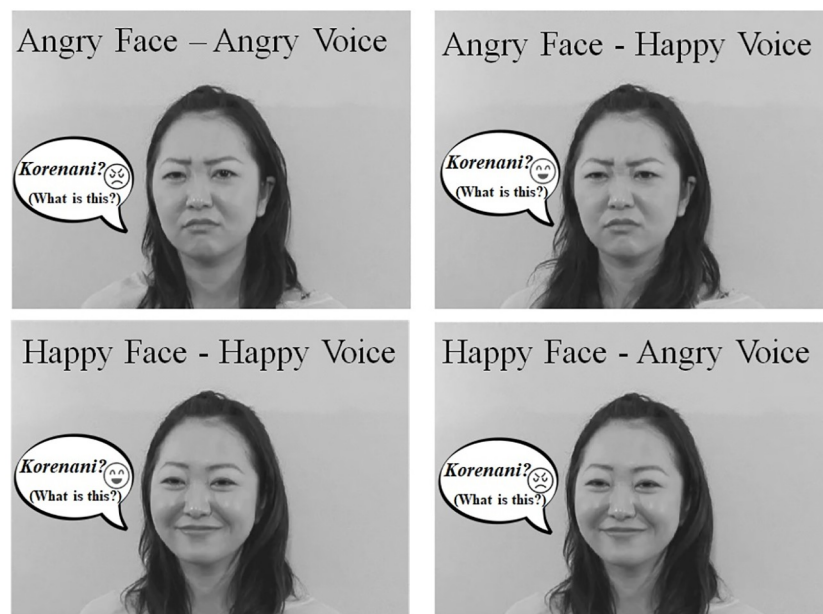 Angry Face – Angry Voice
Korenani?
(What is this?)
Angry Face - Happy Voice
Korenani?
(What is this?)
Happy Face - Happy Voice
Korenani?
(What is this?)
Happy Face - Angry Voice
Korenani?
(What is this?)